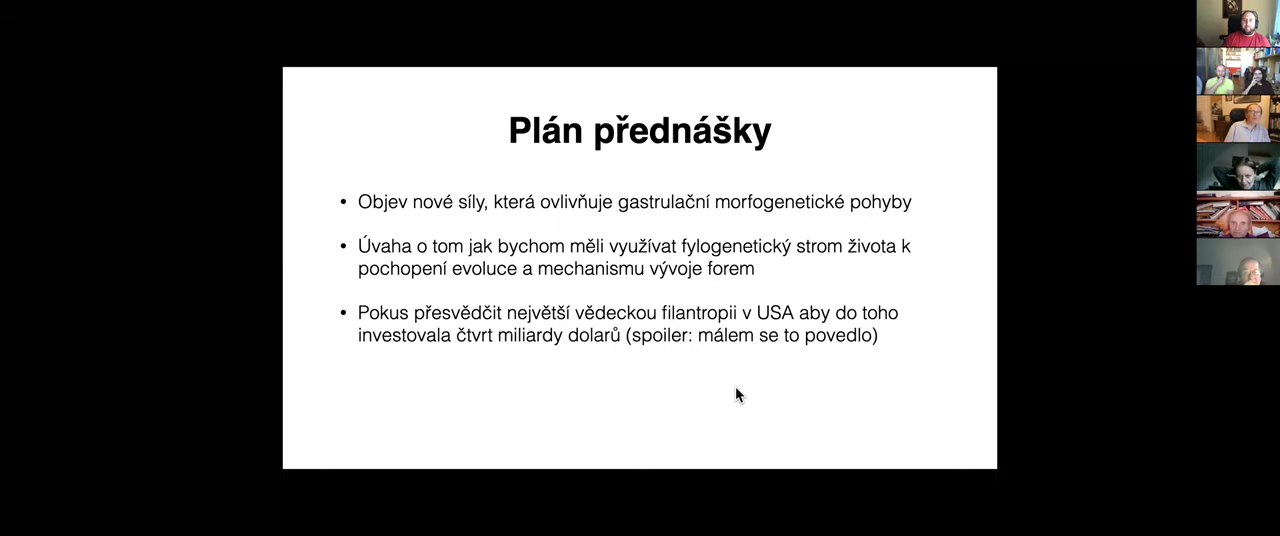 Plán přednášky
• Objev nové síly, která ovlivňuje gastrulační morfogenetické pohyby
• Úvaha o tom jak bychom měli využívat fylogenetický strom života k
pochopení evoluce a mechanismu vývoje forem
• Pokus přesvědčit největší vědeckou filantropii v USA aby do toho
investovala čtvrt miliardy dolarů (spoiler: málem se to povedlo)